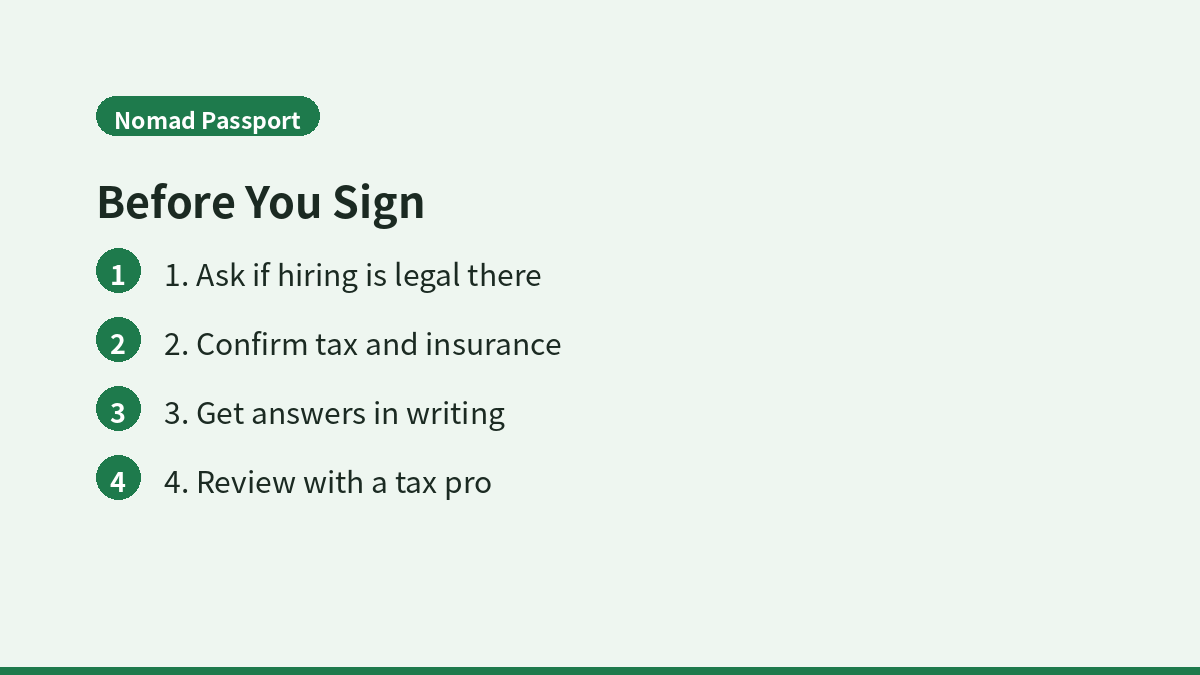 Nomad Passport
Before You Sign
1 1. Ask if hiring is legal there
2 2. Confirm tax and insurance
3 3. Get answers in writing
4 4. Review with a tax pro